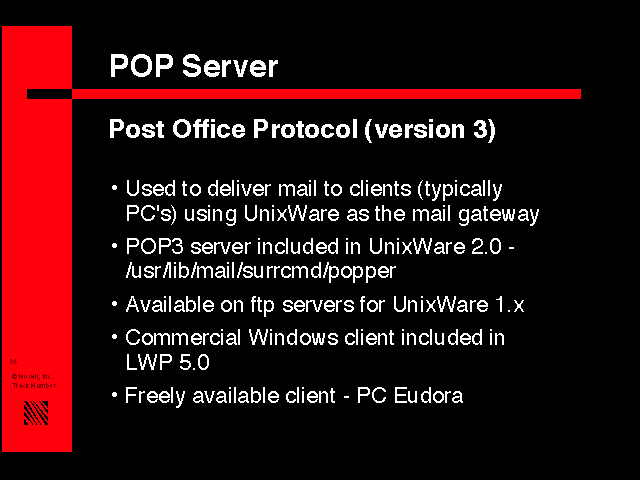 POP Server
Post Office Protocol (version 3)
• Used to deliver mail to clients (typically
PC's) using UnixWare as the mail gateway
• POP3 server included in UnixWare 2.0 -
/usr/lib/mail/surrcmd/popper
• Available on ftp servers for UnixWare 1.x
• Commercial Windows client included in
LWP 5.0
• Freely available client - PC Eudora
© Novell, Inc.
Track Number